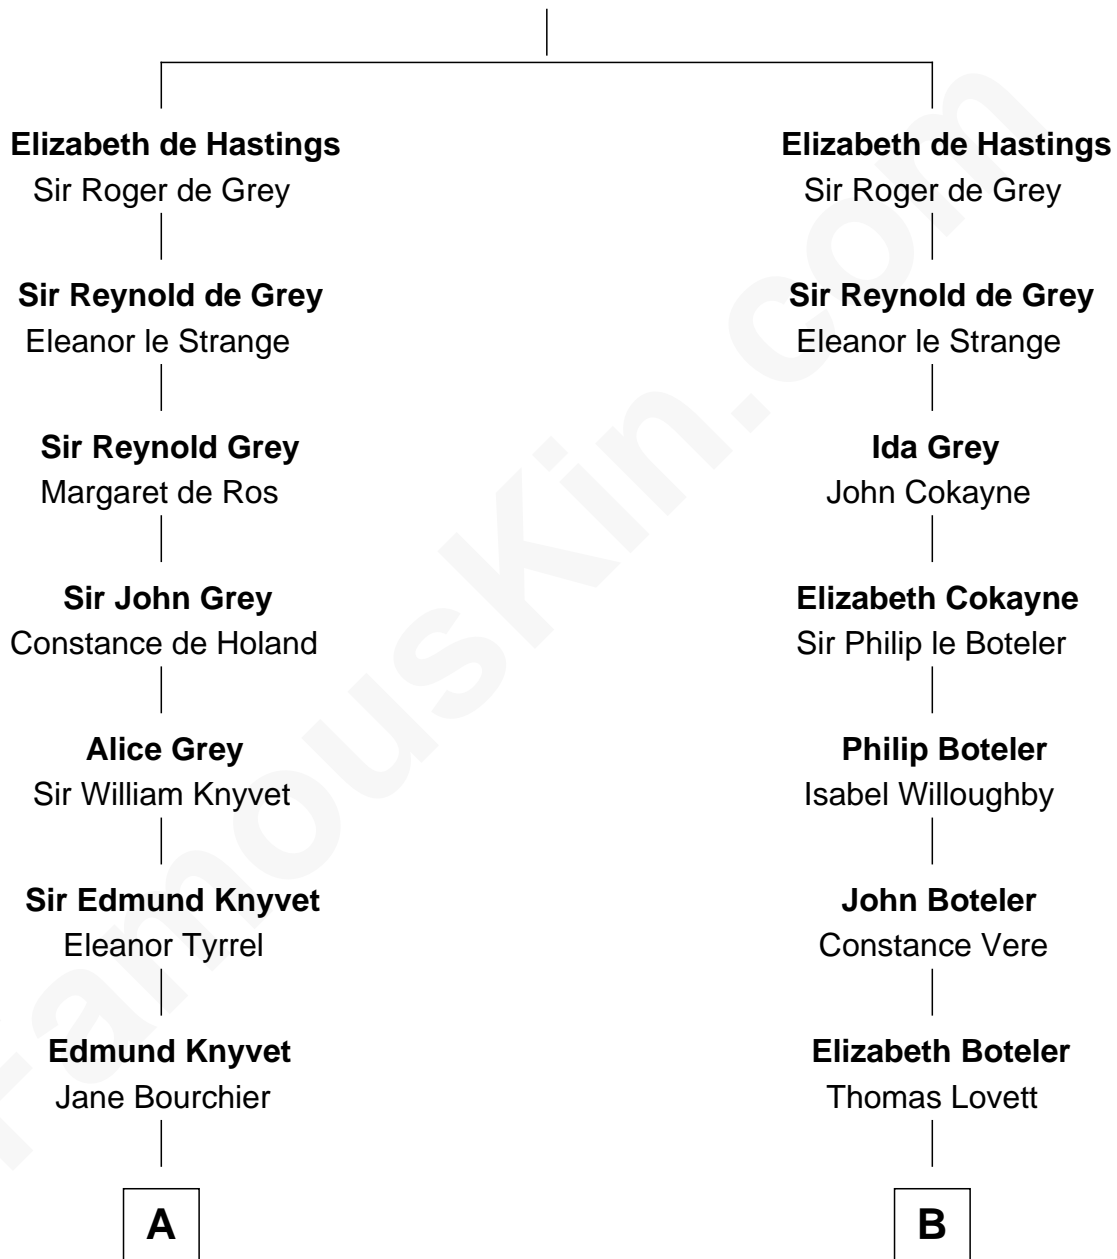 Elizabeth de Hastings
Sir Roger de Grey
Sir Reynold de Grey
Eleanor le Strange
Sir Reynold Grey
Margaret de Ros
Sir John Grey
Constance de Holand
Alice Grey
Sir William Knyvet
Sir Edmund Knyvet
Eleanor Tyrrel
Edmund Knyvet
Jane Bourchier
A
Elizabeth de Hastings
Sir Roger de Grey
Sir Reynold de Grey
Eleanor le Strange
Ida Grey
John Cokayne
Elizabeth Cokayne
Sir Philip le Boteler
Philip Boteler
Isabel Willoughby
John Boteler
Constance Vere
Elizabeth Boteler
Thomas Lovett
B
FamousKin.com